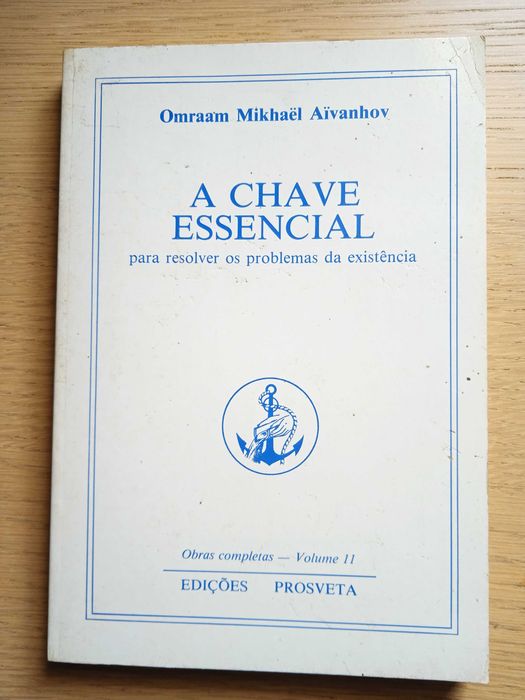 Omraam Mikhaël Aïvanhov
A CHAVE
ESSENCIAL
para resolver os problemas da existência
Obras completas — Volume 11
EDIÇÕES PROSVETA